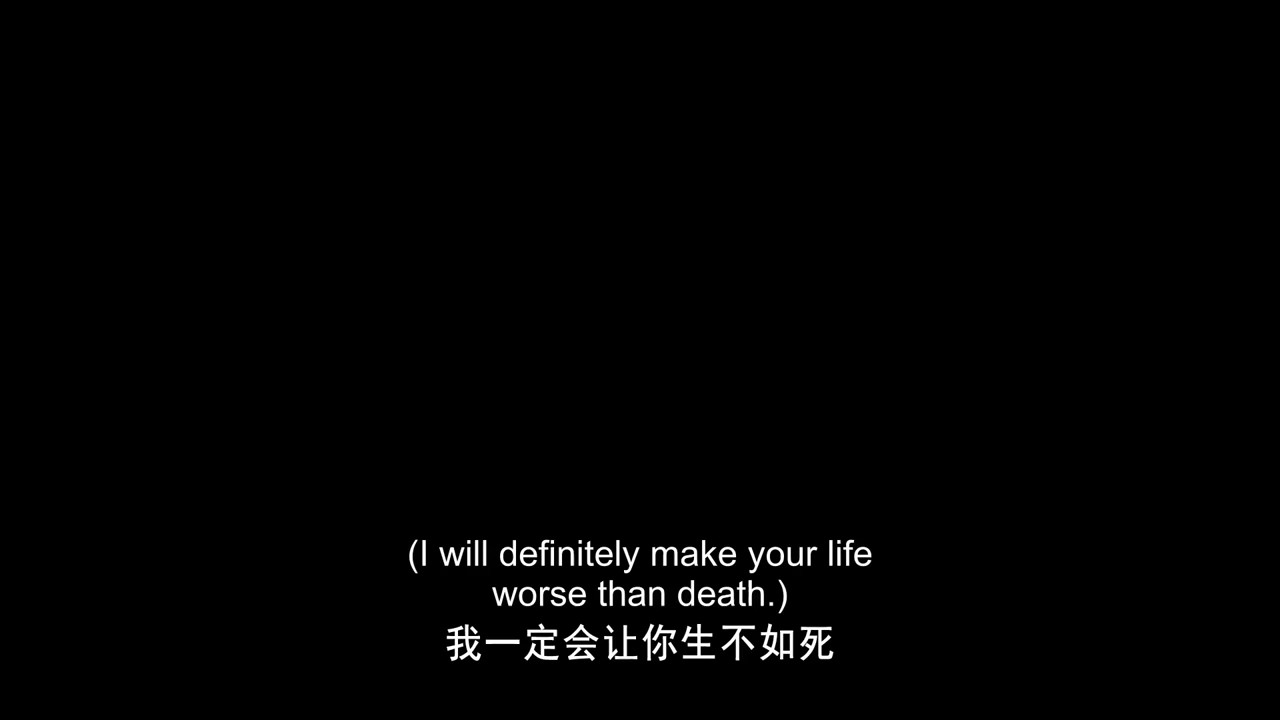 (I will definitely make your life
worse than death.)
我一定会让你生不如死